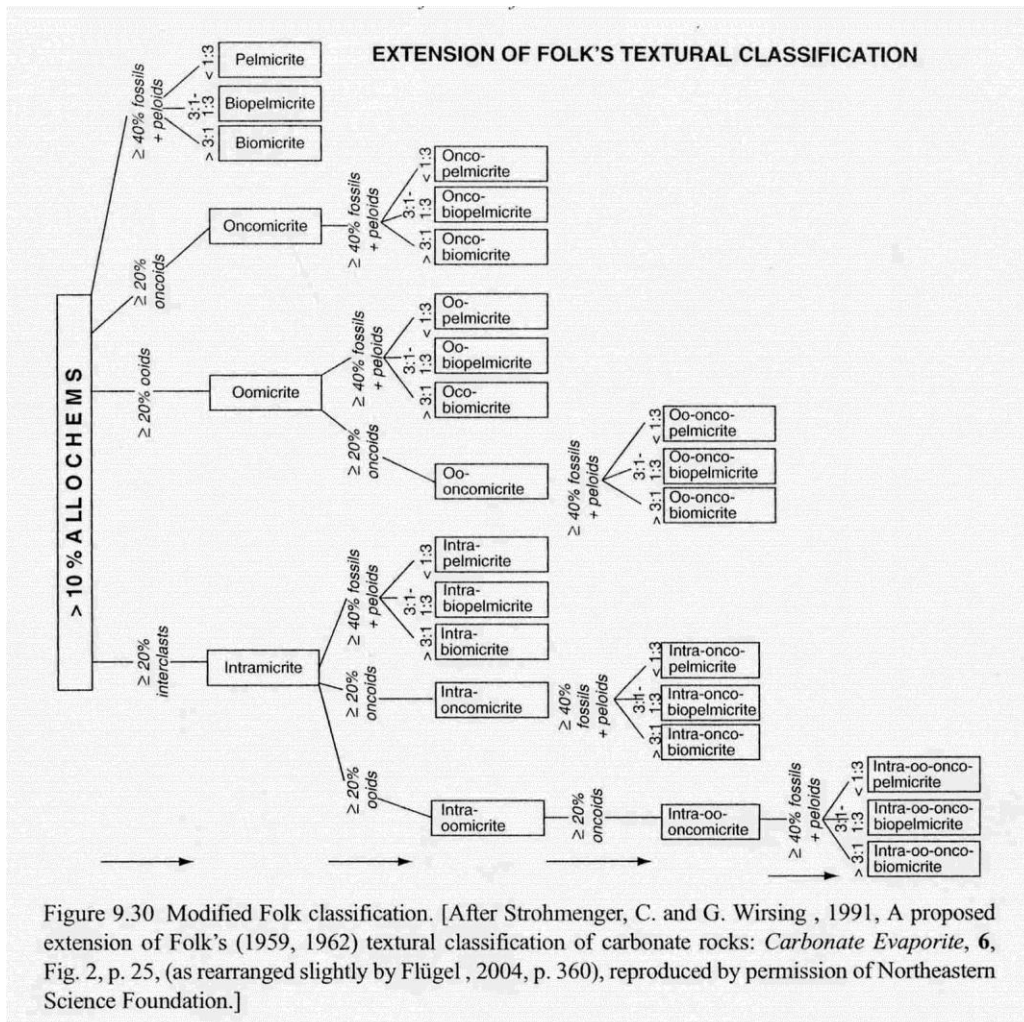 EXTENSION OF FOLK'S TEXTURAL CLASSIFICATION
> 10 % ALLOCHEMS
≥ 40% fossils
+ peloids
< 1:3
Pelmicrite
3:1-
1:3
Biopelmicrite
> 3:1
Biomicrite
≥ 20%
oncoids
Oncomicrite
≥ 40% fossils
+ peloids
< 1:3
Onco-
pelmicrite
3:1-
1:3
Onco-
biopelmicrite
> 3:1
Onco-
biomicrite
≥ 20% ooids
Oomicrite
≥ 40% fossils
+ peloids
< 1:3
Oo-
pelmicrite
3:1-
1:3
Oo-
biopelmicrite
> 3:1
Oco-
biomicrite
≥ 20%
oncoids
Oo-
oncomicrite
≥ 40% fossils
+ peloids
< 1:3
Oo-onco-
pelmicrite
3:1-
1:3
Oo-onco-
biopelmicrite
> 3:1
Oo-onco-
biomicrite
≥ 20%
interclasts
Intramicrite
≥ 40% fossils
+ peloids
< 1:3
Intra-
pelmicrite
3:1-
1:3
Intra-
biopelmicrite
> 3:1
Intra-
biomicrite
≥ 20%
oncoids
Intra-
oncomicrite
≥ 40%
fossils
+ peloids
< 1:3
Intra-onco-
pelmicrite
3:1-
1:3
Intra-onco-
biopelmicrite
> 3:1
Intra-onco-
biomicrite
≥ 20%
ooids
Intra-
oomicrite
≥ 20%
oncoids
Intra-oo-
oncomicrite
≥ 40% fossils
+ peloids
< 1:3
Intra-oo-onco-
pelmicrite
3:1-
1:3
Intra-oo-onco-
biopelmicrite
> 3:1
Intra-oo-onco-
biomicrite
Figure 9.30 Modified Folk classification. [After Strohmenger, C. and G. Wirsing , 1991, A proposed
extension of Folk's (1959, 1962) textural classification of carbonate rocks: Carbonate Evaporite, 6,
Fig. 2, p. 25, (as rearranged slightly by Flügel , 2004, p. 360), reproduced by permission of Northeastern
Science Foundation.]